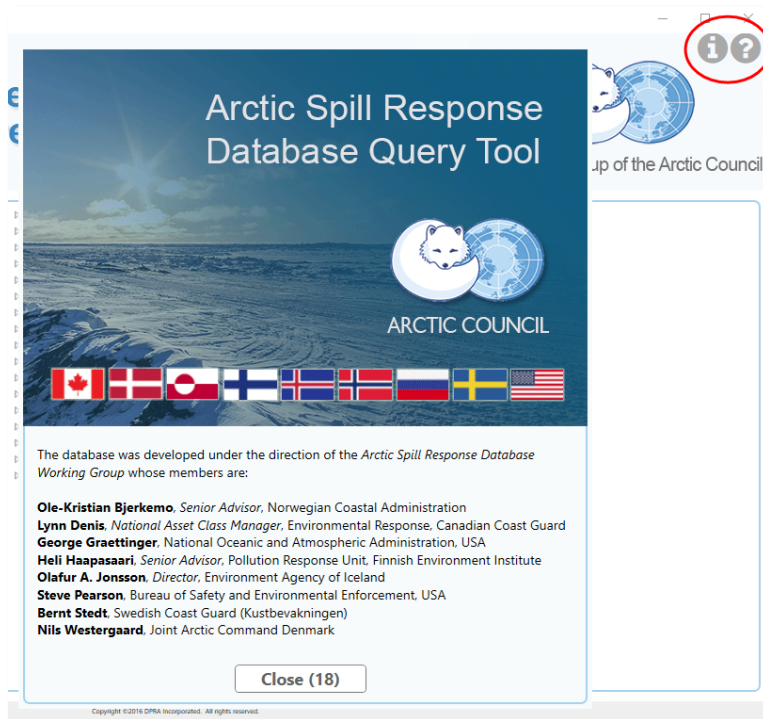 Arctic Spill Response
Database Query Tool
up of the Arctic Council
ARCTIC COUNCIL
The database was developed under the direction of the Arctic Spill Response Database
Working Group whose members are:
Ole-Kristian Bjerkemo, Senior Advisor, Norwegian Coastal Administration
Lynn Denis, National Asset Class Manager, Environmental Response, Canadian Coast Guard
George Graettinger, National Oceanic and Atmospheric Administration, USA
Heli Haapasaari, Senior Advisor, Pollution Response Unit, Finnish Environment Institute
Olafur A. Jonsson, Director, Environment Agency of Iceland
Steve Pearson, Bureau of Safety and Environmental Enforcement, USA
Bernt Stedt, Swedish Coast Guard (Kustbevakningen)
Nils Westergaard, Joint Arctic Command Denmark
Close (18)
Copyright ©2016 DPRA Incorporated. All rights reserved.